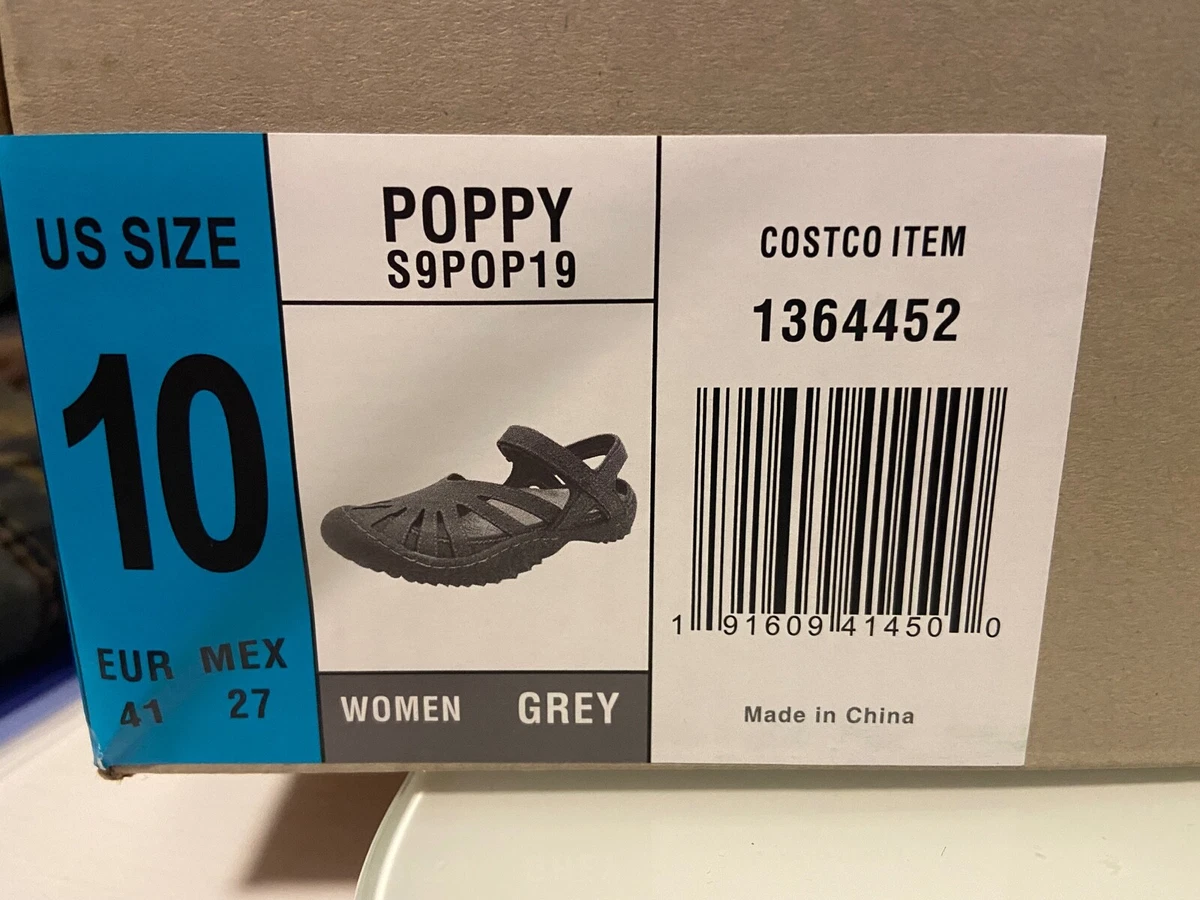 US SIZE
10
EUR MEX
41 27
POPPY
S9POP19
WOMEN GREY
COSTCO ITEM
1364452
1 91609 41450 0
Made in China